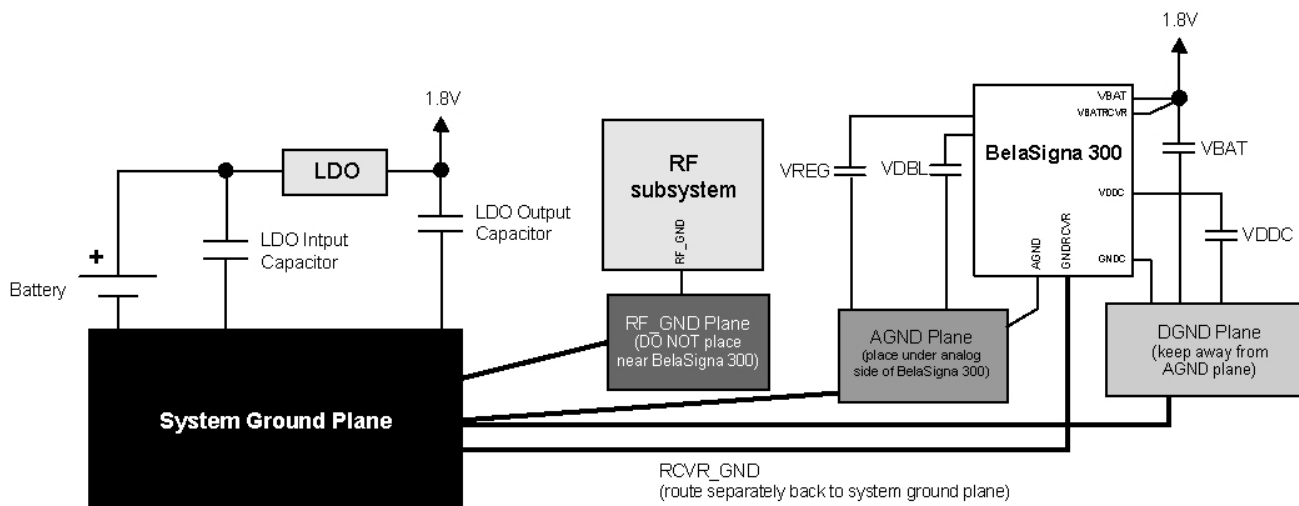 1.8V
LDO
LDO Intput
Capacitor
LDO Output
Capacitor
+
Battery
System Ground Plane
RF
subsystem
RF_GND
RF_GND Plane
(DO NOT place
near BelaSigna 300)
VREG
VDBL
AGND Plane
(place under analog
side of BelaSigna 300)
1.8V
VBAT
VBATRCVR
BelaSigna 300
VDDC
AGND
GNDRCVR
GNDC
VBAT
VDDC
DGND Plane
(keep away from
AGND plane)
RCVR_GND
(route separately back to system ground plane)